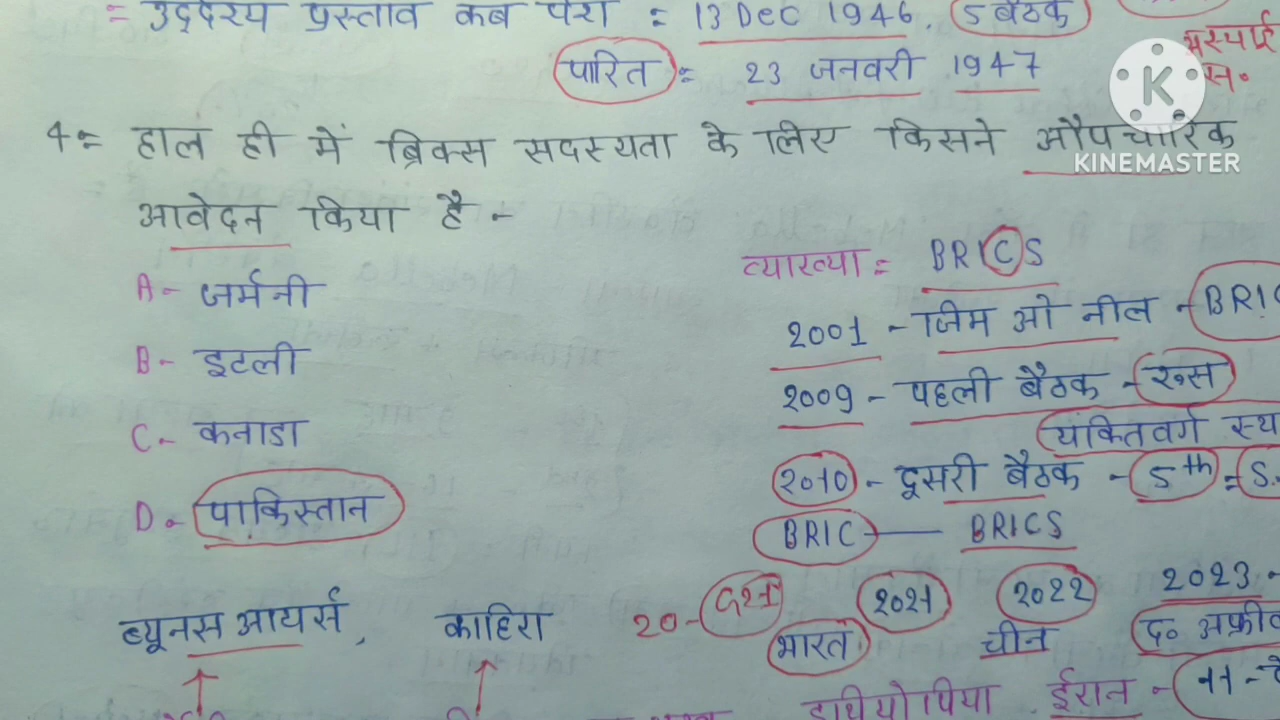 = उद्देश्य प्रस्ताव कब पेश = 13 Dec 1946. 5 बैठक
पारित = 23 जनवरी 1947
4= हाल ही में ब्रिक्स सदस्यता के लिए किसने औपचारिक
आवेदन किया है -
A- जर्मनी
B- इटली
C- कनाडा
D- पाकिस्तान
व्याख्या = BRICS
2001 - जिम ओ नील - BRIC
2009 - पहली बैठक - रूस
2010 - दूसरी बैठक - 5th = S.
BRIC — BRICS
ब्यूनस आयर्स, काहिरा
20- G21 2021 2022 2023 -
भारत चीन द० अफ्री
इथियोपिया ईरान - 11 -
K
KINEMASTER